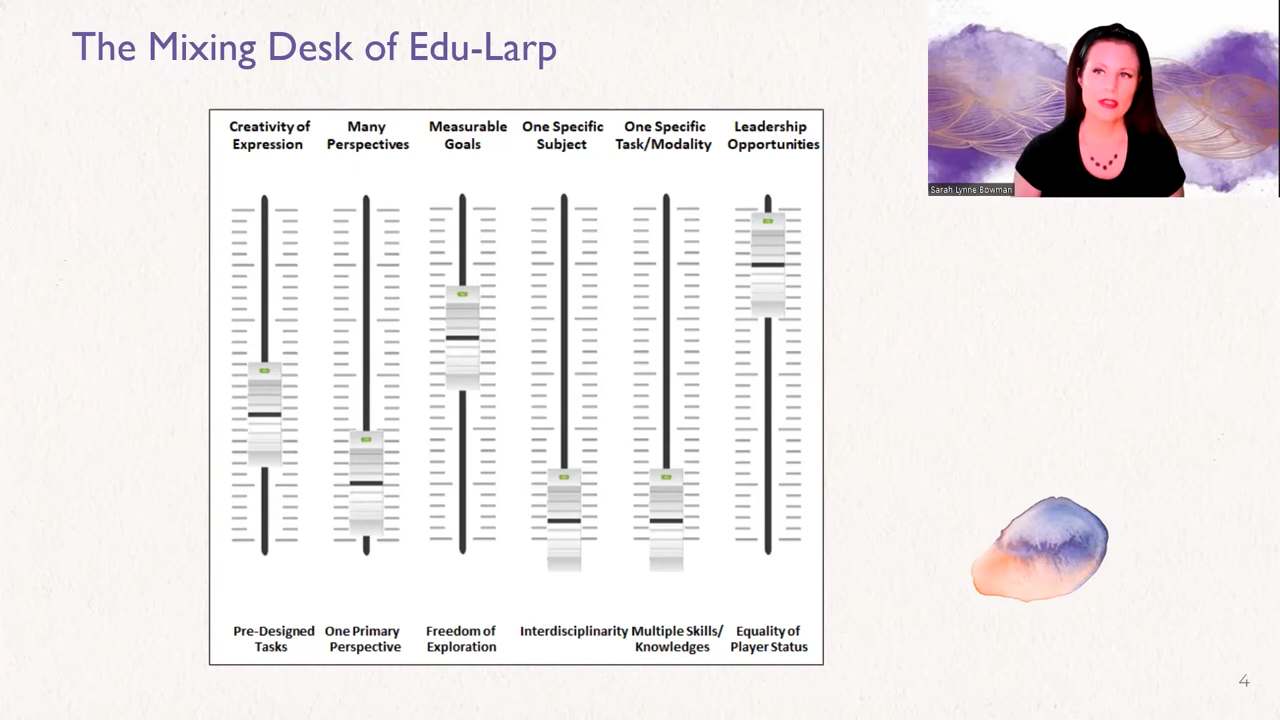 The Mixing Desk of Edu-Larp
Sarah Lynne Bowman
Creativity of
Expression
Many
Perspectives
Measurable
Goals
One Specific
Subject
One Specific
Task/Modality
Leadership
Opportunities
Pre-Designed
Tasks
One Primary
Perspective
Freedom of
Exploration
Interdisciplinarity
Multiple Skills/
Knowledges
Equality of
Player Status
4